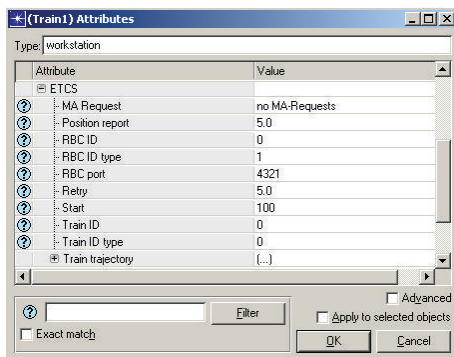 (Train1) Attributes
Type: workstation
Attribute Value
ETCS
MA Request no MA-Requests
Position report 5.0
RBC ID 0
RBC ID type 1
RBC port 4321
Retry 5.0
Start 100
Train ID 0
Train ID type 0
Train trajectory (...)
Advanced
Filter
Apply to selected objects
Exact match
OK Cancel